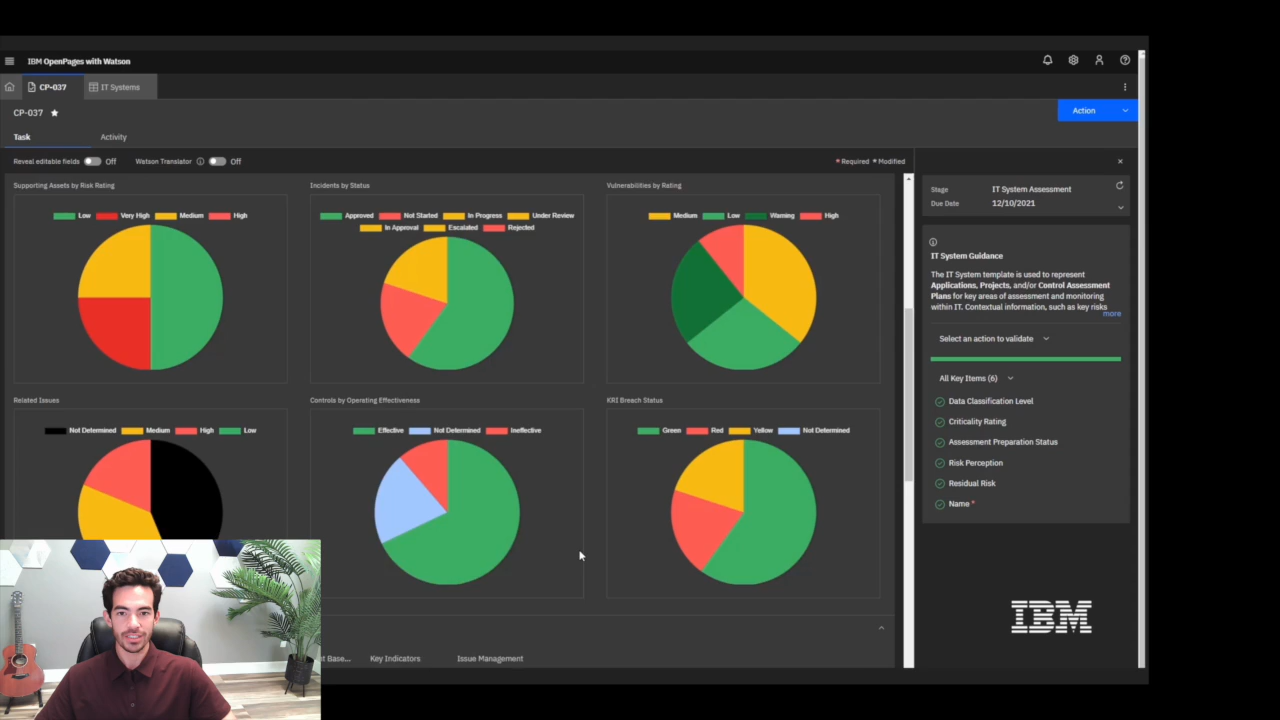 IBM OpenPages with Watson
CP-037
IT Systems
CP-037
Action
Task
Activity
Reveal editable fields
Off
Watson Translator
Off
* Required * Modified
Supporting Assets by Risk Rating
Low Very High Medium High
Incidents by Status
Approved Not Started In Progress Under Review
In Approval Escalated Rejected
Vulnerabilities by Rating
Medium Low Warning High
Related Issues
Not Determined Medium High Low
Controls by Operating Effectiveness
Effective Not Determined Ineffective
KRI Breach Status
Green Red Yellow Not Determined
t Base...
Key Indicators
Issue Management
Stage
IT System Assessment
Due Date
12/10/2021
IT System Guidance
The IT System template is used to represent
Applications, Projects, and/or Control Assessment
Plans for key areas of assessment and monitoring
within IT. Contextual information, such as key risks
more
Select an action to validate
All Key Items (6)
Data Classification Level
Criticality Rating
Assessment Preparation Status
Risk Perception
Residual Risk
Name *
IBM